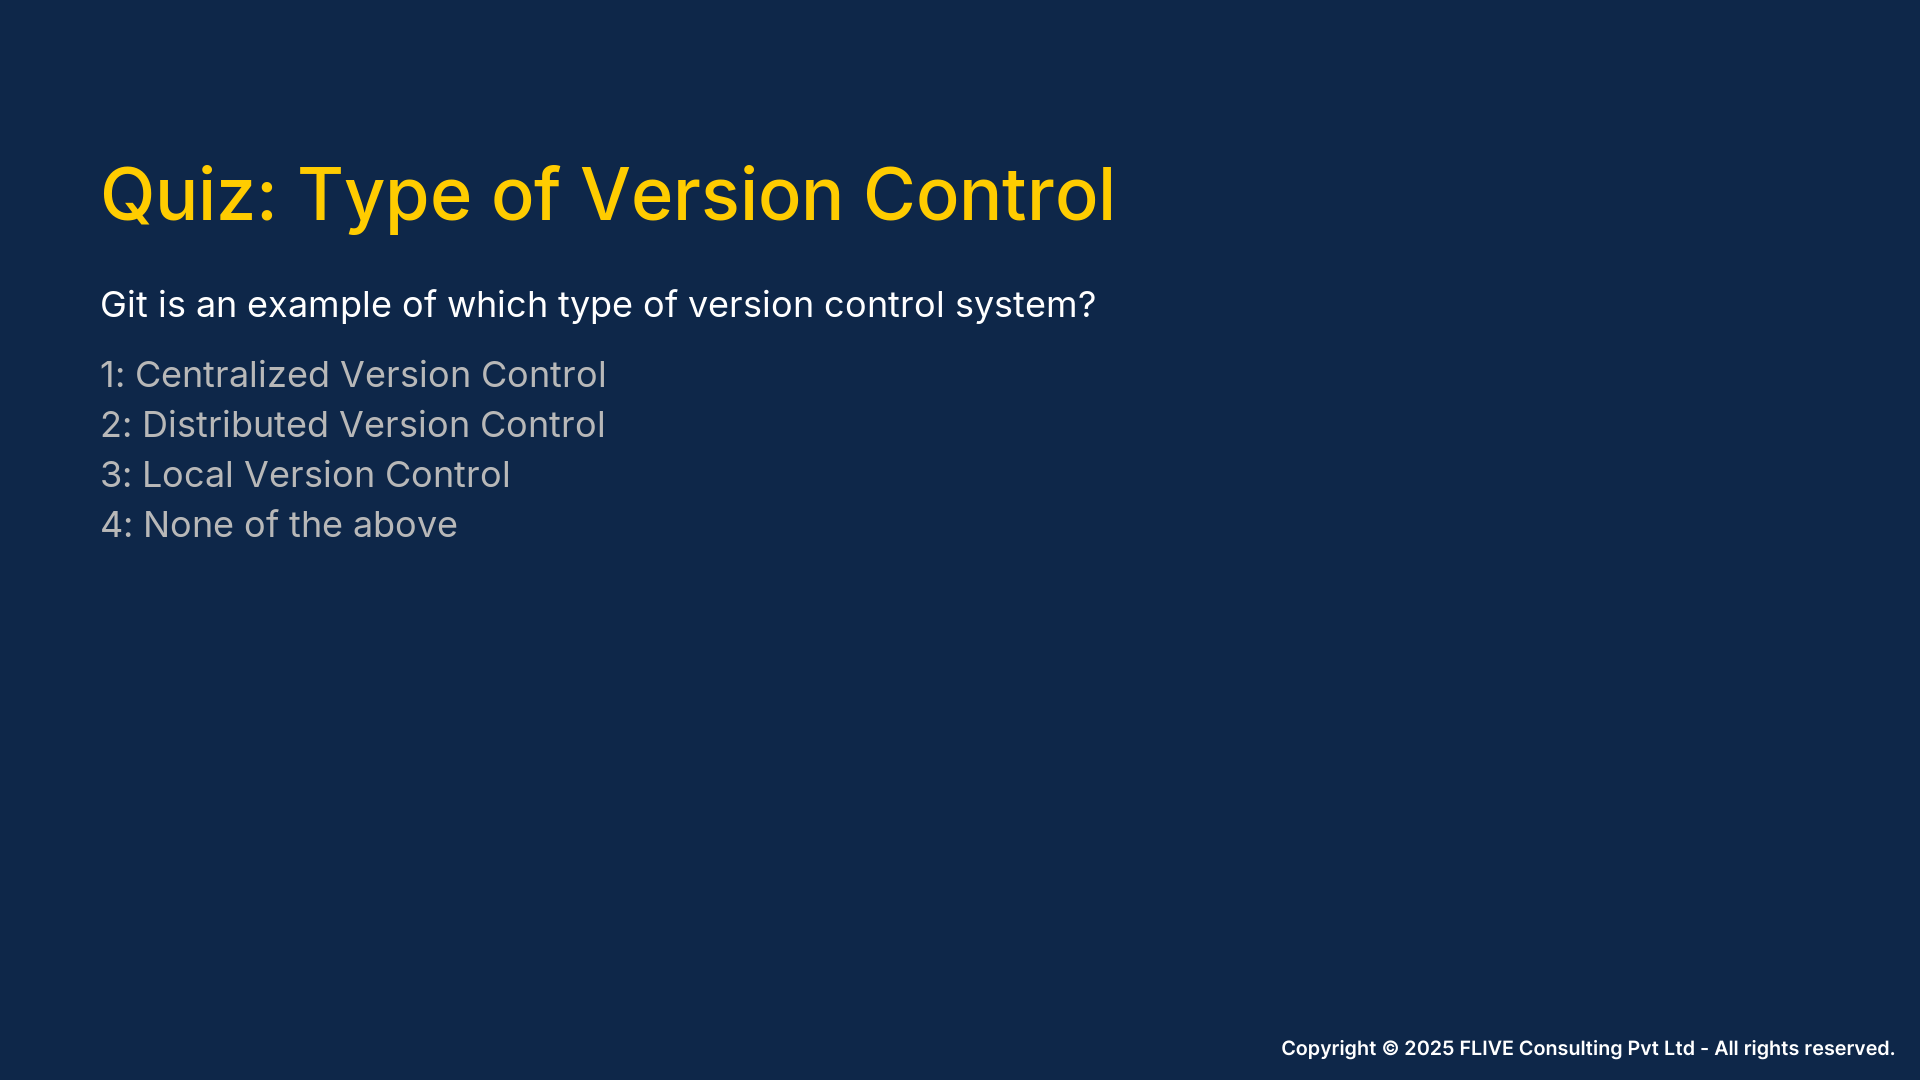 Quiz: Type of Version Control
Git is an example of which type of version control system?
1: Centralized Version Control
2: Distributed Version Control
3: Local Version Control
4: None of the above
Copyright © 2025 FLIVE Consulting Pvt Ltd - All rights reserved.